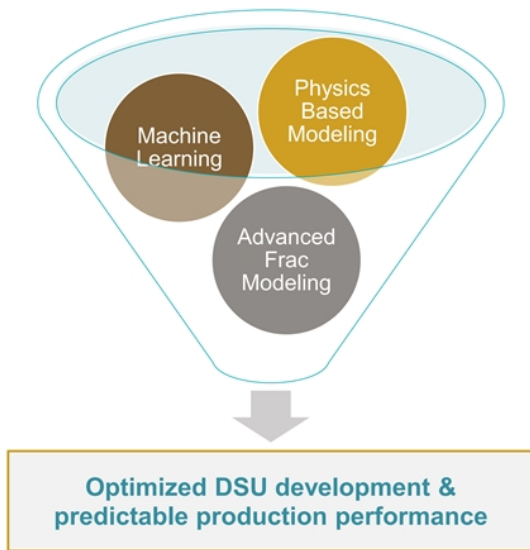 Physics
Based
Modeling
Machine
Learning
Advanced
Frac
Modeling
Optimized DSU development &
predictable production performance